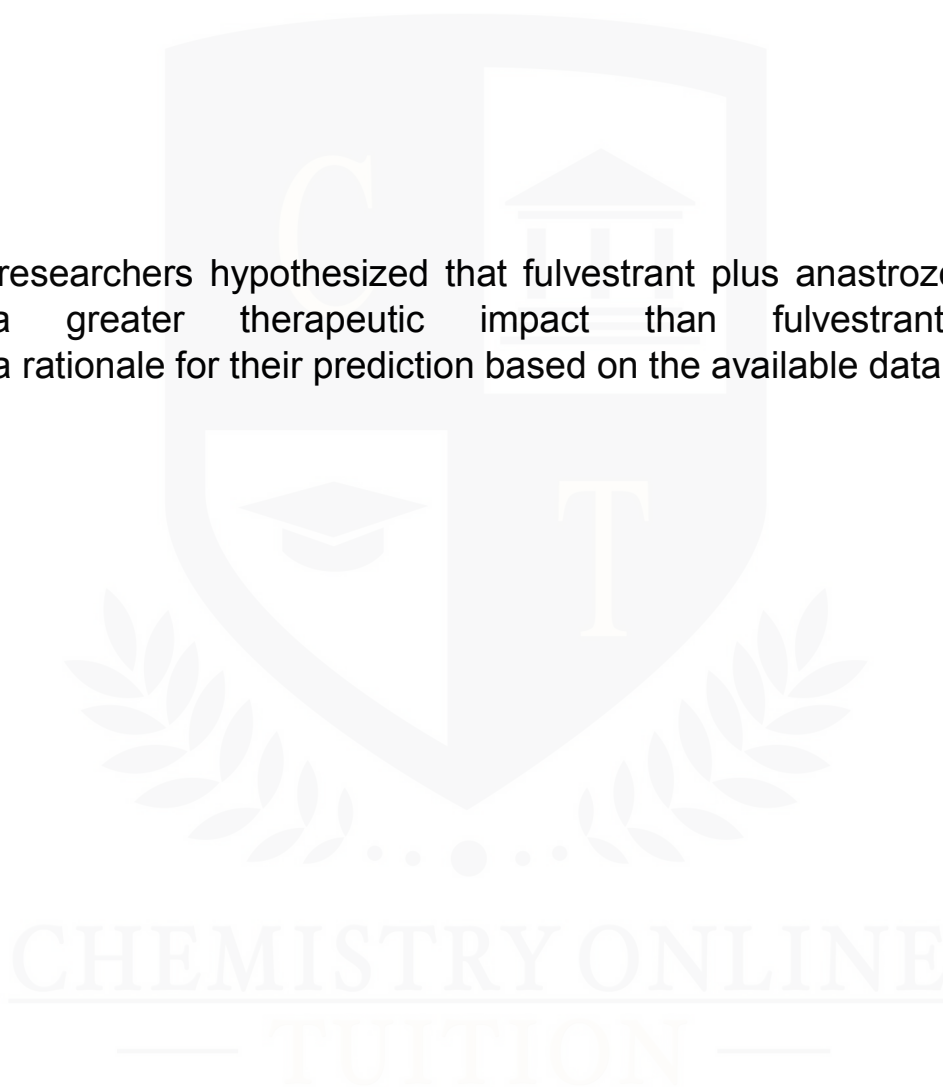 researchers hypothesized that fulvestrant plus anastroz
a greater therapeutic impact than fulvestrant
a rationale for their prediction based on the available data
C
T
CHEMISTRY ONLINE
TUITION